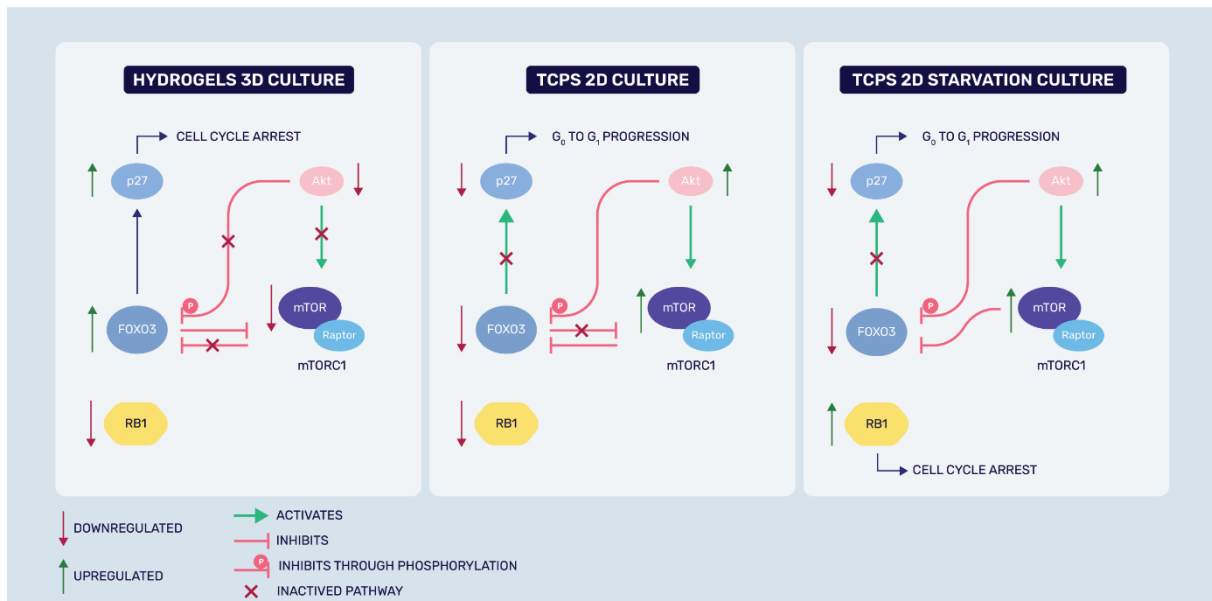 HYDROGELS 3D CULTURE
CELL CYCLE ARREST
p27
Akt
P
FOXO3
mTOR
Raptor
mTORC1
RB1
TCPS 2D CULTURE
G₀ TO G₁ PROGRESSION
p27
Akt
P
FOXO3
mTOR
Raptor
mTORC1
RB1
TCPS 2D STARVATION CULTURE
G₀ TO G₁ PROGRESSION
p27
Akt
P
FOXO3
mTOR
Raptor
mTORC1
RB1
CELL CYCLE ARREST
DOWNREGULATED
UPREGULATED
ACTIVATES
INHIBITS
P
INHIBITS THROUGH PHOSPHORYLATION
INACTIVED PATHWAY